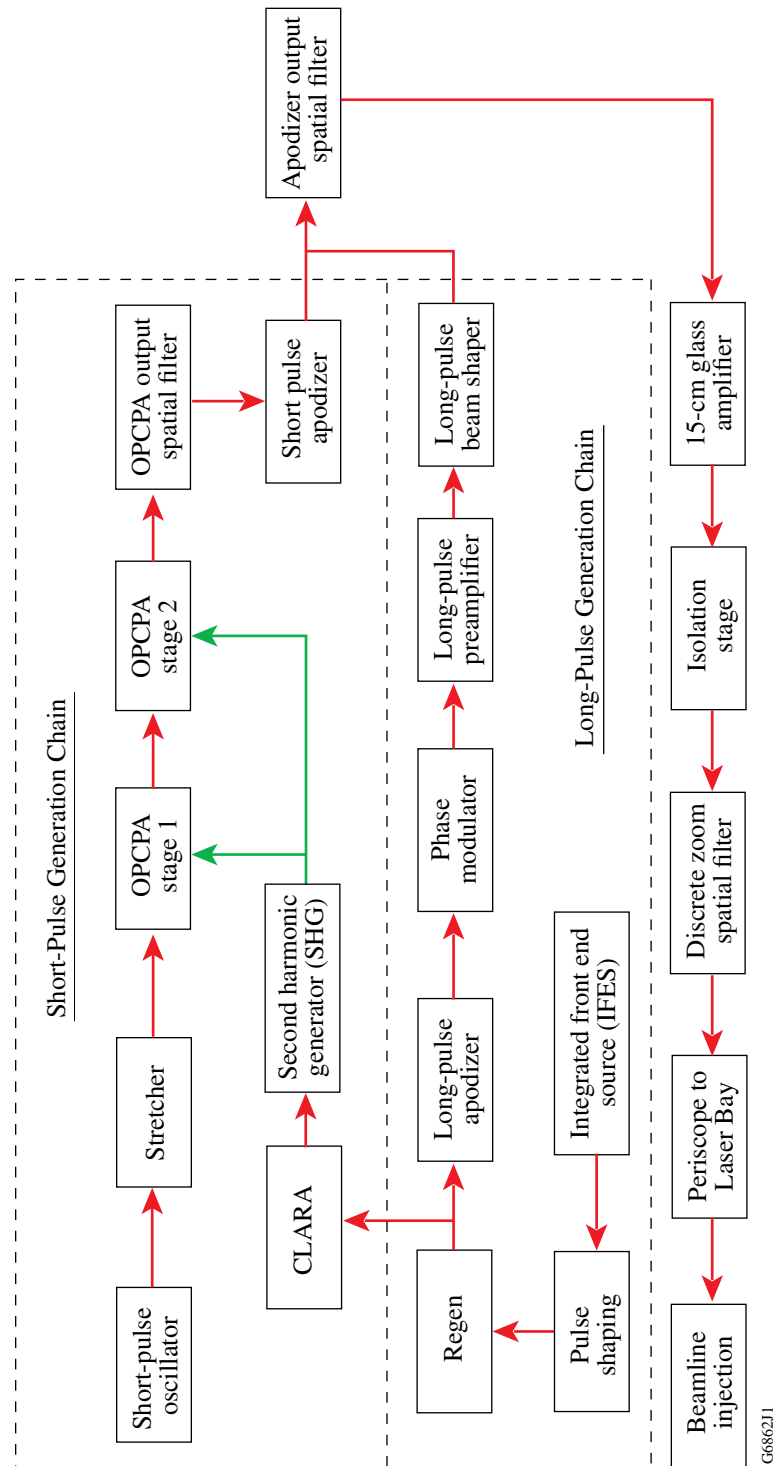 Short-Pulse Generation Chain
Short-pulse
oscillator
Stretcher
OPCPA
stage 1
OPCPA
stage 2
OPCPA output
spatial filter
CLARA
Second harmonic
generator (SHG)
Short pulse
apodizer
Apodizer output
spatial filter
Regen
Long-pulse
apodizer
Phase
modulator
Long-pulse
preamplifier
Long-pulse
beam shaper
Pulse
shaping
Integrated front end
source (IFES)
Long-Pulse Generation Chain
Beamline
injection
Periscope to
Laser Bay
Discrete zoom
spatial filter
Isolation
stage
15-cm glass
amplifier
G6862J1